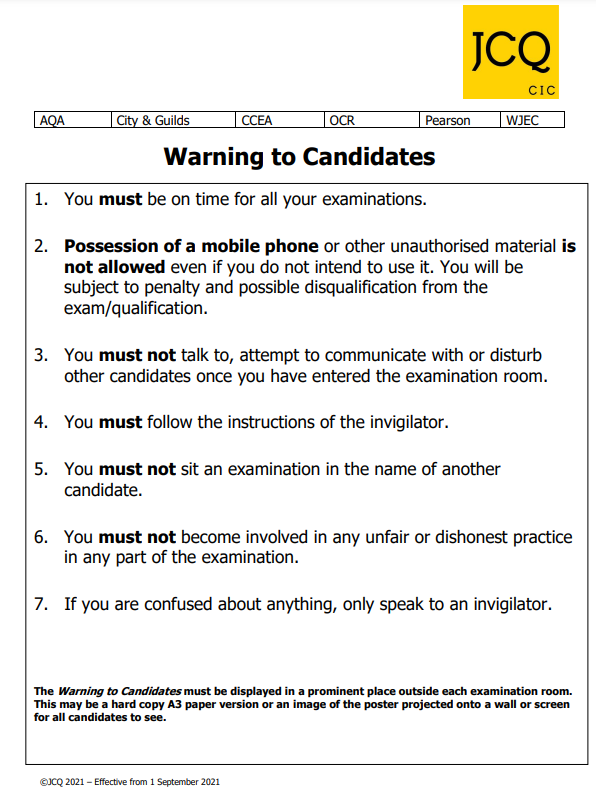 JCQ
CIC
AQA City & Guilds CCEA OCR Pearson WJEC
Warning to Candidates
1. You must be on time for all your examinations.
2. Possession of a mobile phone or other unauthorised material is
not allowed even if you do not intend to use it. You will be
subject to penalty and possible disqualification from the
exam/qualification.
3. You must not talk to, attempt to communicate with or disturb
other candidates once you have entered the examination room.
4. You must follow the instructions of the invigilator.
5. You must not sit an examination in the name of another
candidate.
6. You must not become involved in any unfair or dishonest practice
in any part of the examination.
7. If you are confused about anything, only speak to an invigilator.
The Warning to Candidates must be displayed in a prominent place outside each examination room.
This may be a hard copy A3 paper version or an image of the poster projected onto a wall or screen
for all candidates to see.
©JCQ 2021 – Effective from 1 September 2021